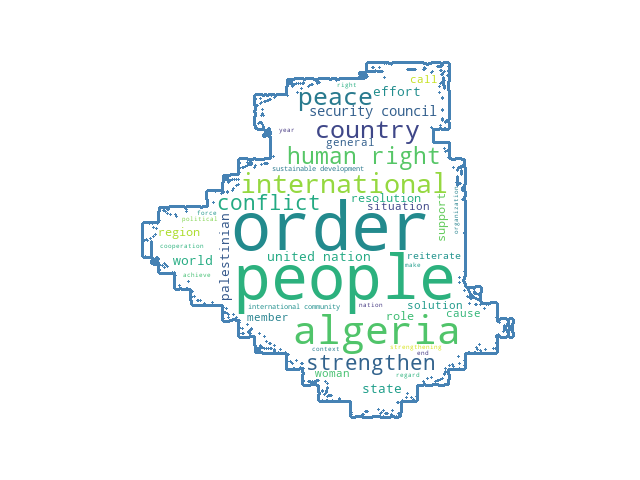 right
call
peace
effort
security council
year
country
general
human right
sustainable development
international
resolution
conflict
situation
organization
force
political
support
palestinian
order
region
cooperation
world
united nation
reiterate
make
achieve
people
international community
nation
solution
member
role
cause
algeria
context
strengthening
end
strengthen
woman
regard
state